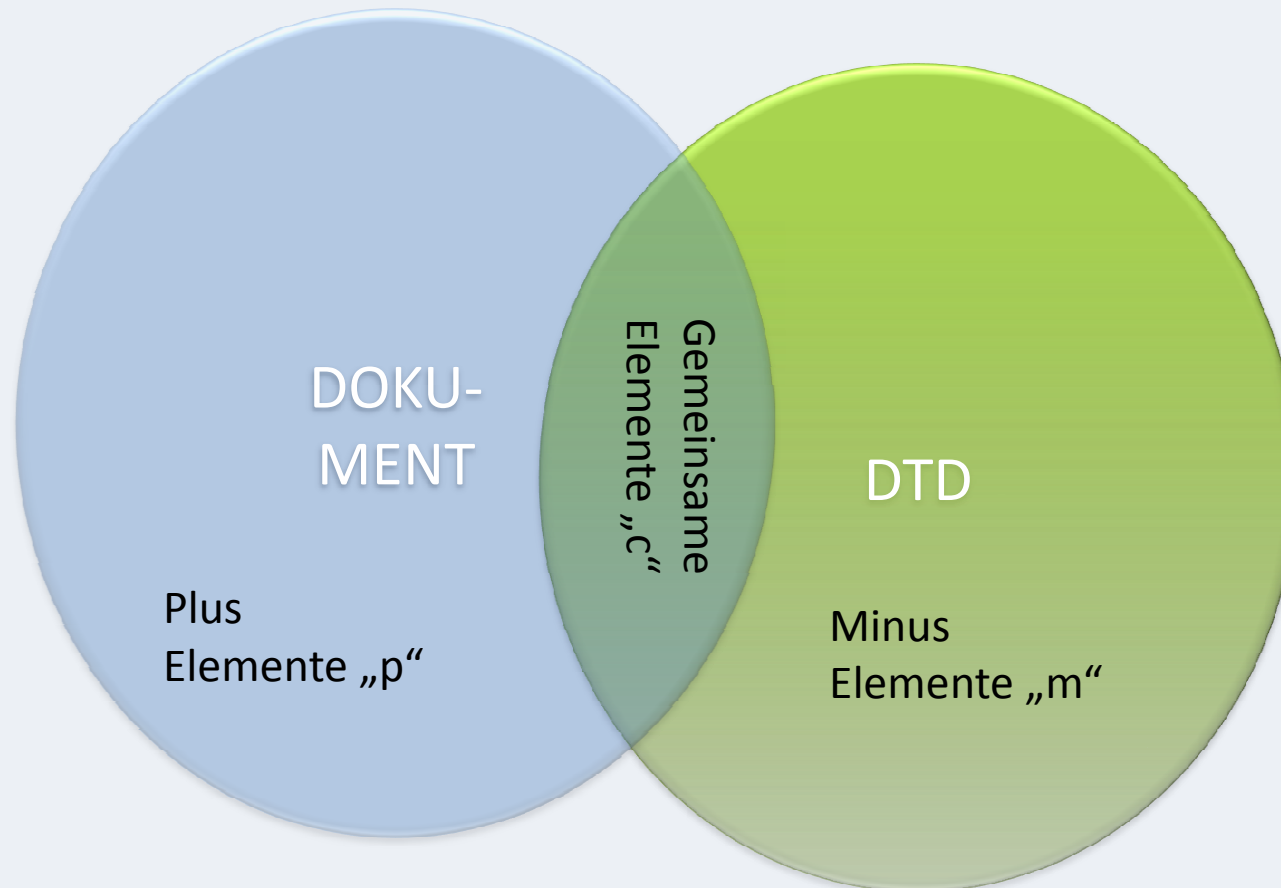 DOKU-
MENT
Plus
Elemente „p“
Gemeinsame
Elemente „c“
DTD
Minus
Elemente „m“